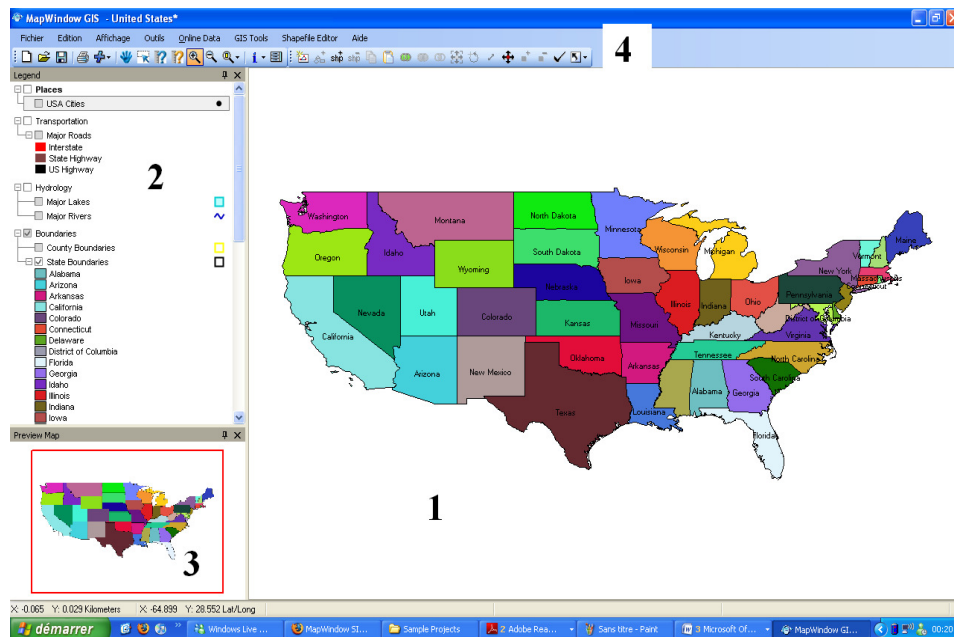 MapWindow GIS - United States*
Fichier Edition Affichage Outils Online Data GIS Tools Shapefile Editor Aide
shp shp
4
Legend
Places
USA Cities
Transportation
Major Roads
Interstate
State Highway
US Highway
2
Hydrology
Major Lakes
Major Rivers
Boundaries
County Boundaries
State Boundaries
Alabama
Arizona
Arkansas
California
Colorado
Connecticut
Delaware
District of Columbia
Florida
Georgia
Idaho
Illinois
Indiana
Iowa
Preview Map
3
Washington
Montana
North Dakota
Minnesota
Maine
Oregon
Idaho
South Dakota
Wisconsin
Michigan
Vermont
New York
Massachusetts
Wyoming
Iowa
Nebraska
Pennsylvania
Illinois
Indiana
Ohio
Nevada
Utah
Colorado
Kansas
Missouri
Kentucky
Virginia
District of Columbia
California
Arizona
New Mexico
Oklahoma
Arkansas
Tennessee
North Carolina
South Carolina
Texas
Louisiana
Alabama
Georgia
Florida
1
X: -0.065 Y: 0.029 Kilometers X: -64.899 Y: 28.552 Lat/Long
démarrer
Windows Live ...
MapWindow SI...
Sample Projects
2 Adobe Rea...
Sans titre - Paint
3 Microsoft Of...
MapWindow GI...
00:20